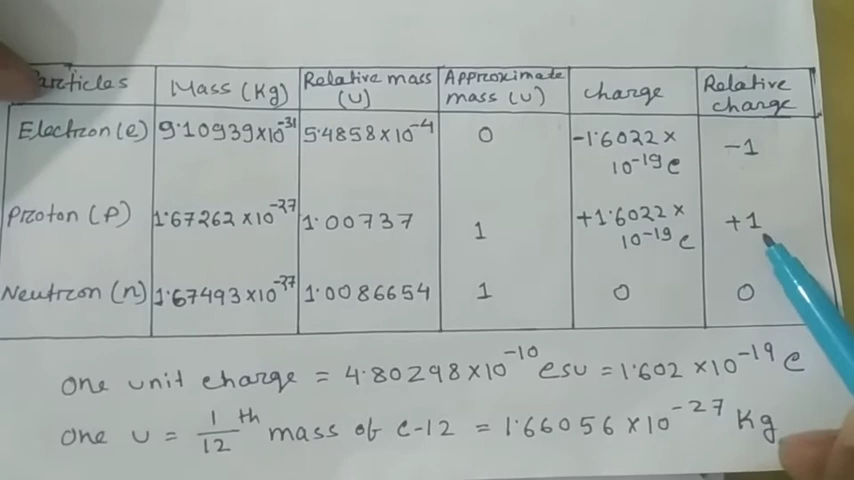 Particles Mass (Kg) Relative mass (U) Approximate mass (U) charge Relative charge
Electron (e) 9.10939×10⁻³¹ 5.4858×10⁻⁴ 0 -1.6022× 10⁻¹⁹ e -1
Proton (P) 1.67262×10⁻²⁷ 1.00737 1 +1.6022× 10⁻¹⁹ e +1
Neutron (n) 1.67493×10⁻²⁷ 1.0086654 1 0 0
One unit charge = 4.80298×10⁻¹⁰ esu = 1.602×10⁻¹⁹ e
One u = 1/12 th mass of C-12 = 1.66056×10⁻²⁷ Kg